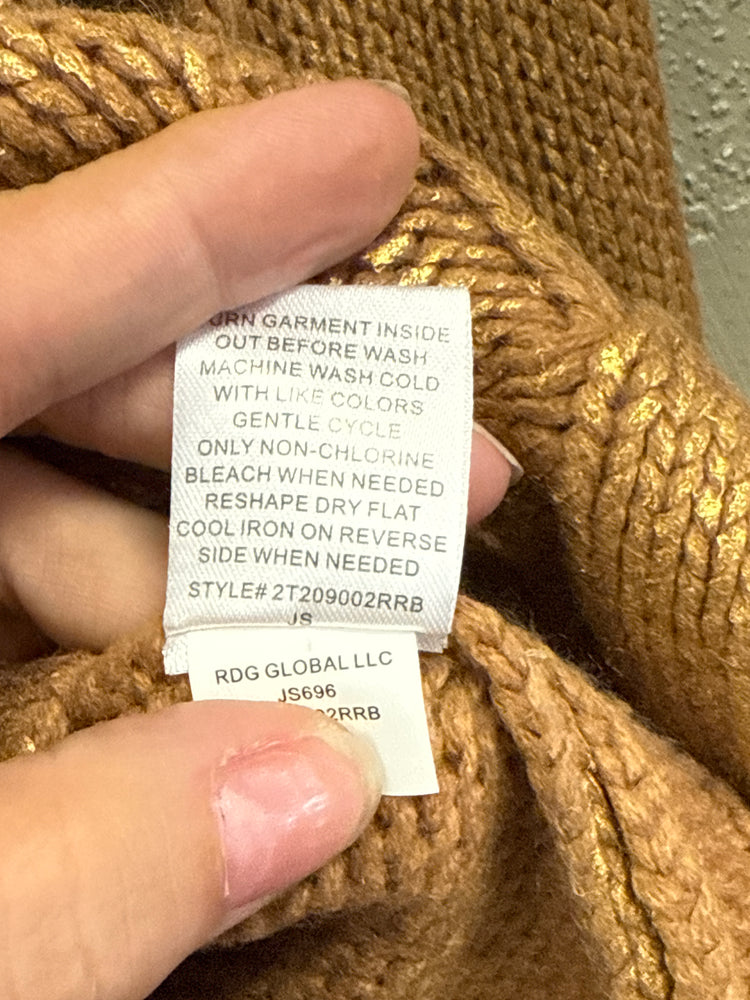 URN GARMENT INSIDE
OUT BEFORE WASH
MACHINE WASH COLD
WITH LIKE COLORS
GENTLE CYCLE
ONLY NON-CHLORINE
BLEACH WHEN NEEDED
RESHAPE DRY FLAT
COOL IRON ON REVERSE
SIDE WHEN NEEDED
STYLE# 2T209002RRB
JS
RDG GLOBAL LLC
JS696
2RRB